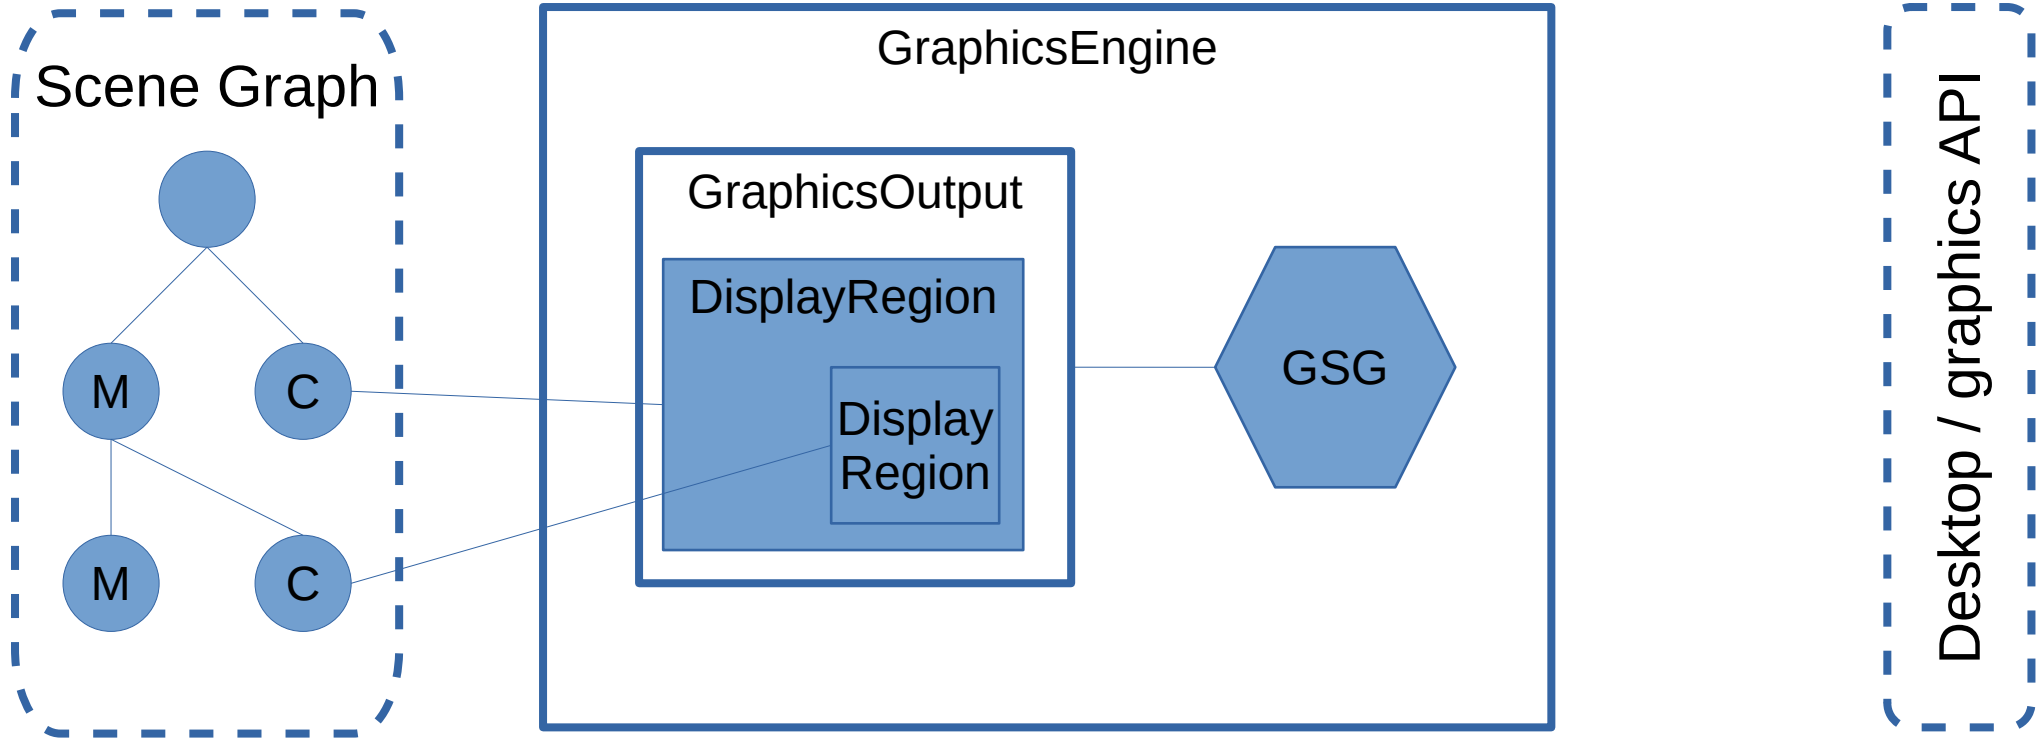 Scene Graph
M
C
M
C
GraphicsEngine
GraphicsOutput
DisplayRegion
Display
Region
GSG
Desktop / graphics API